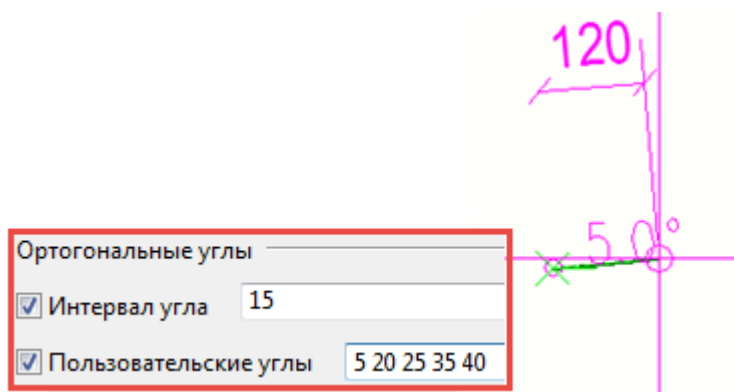 120
5.0°
Ортогональные углы
Интервал угла 15
Пользовательские углы 5 20 25 35 40